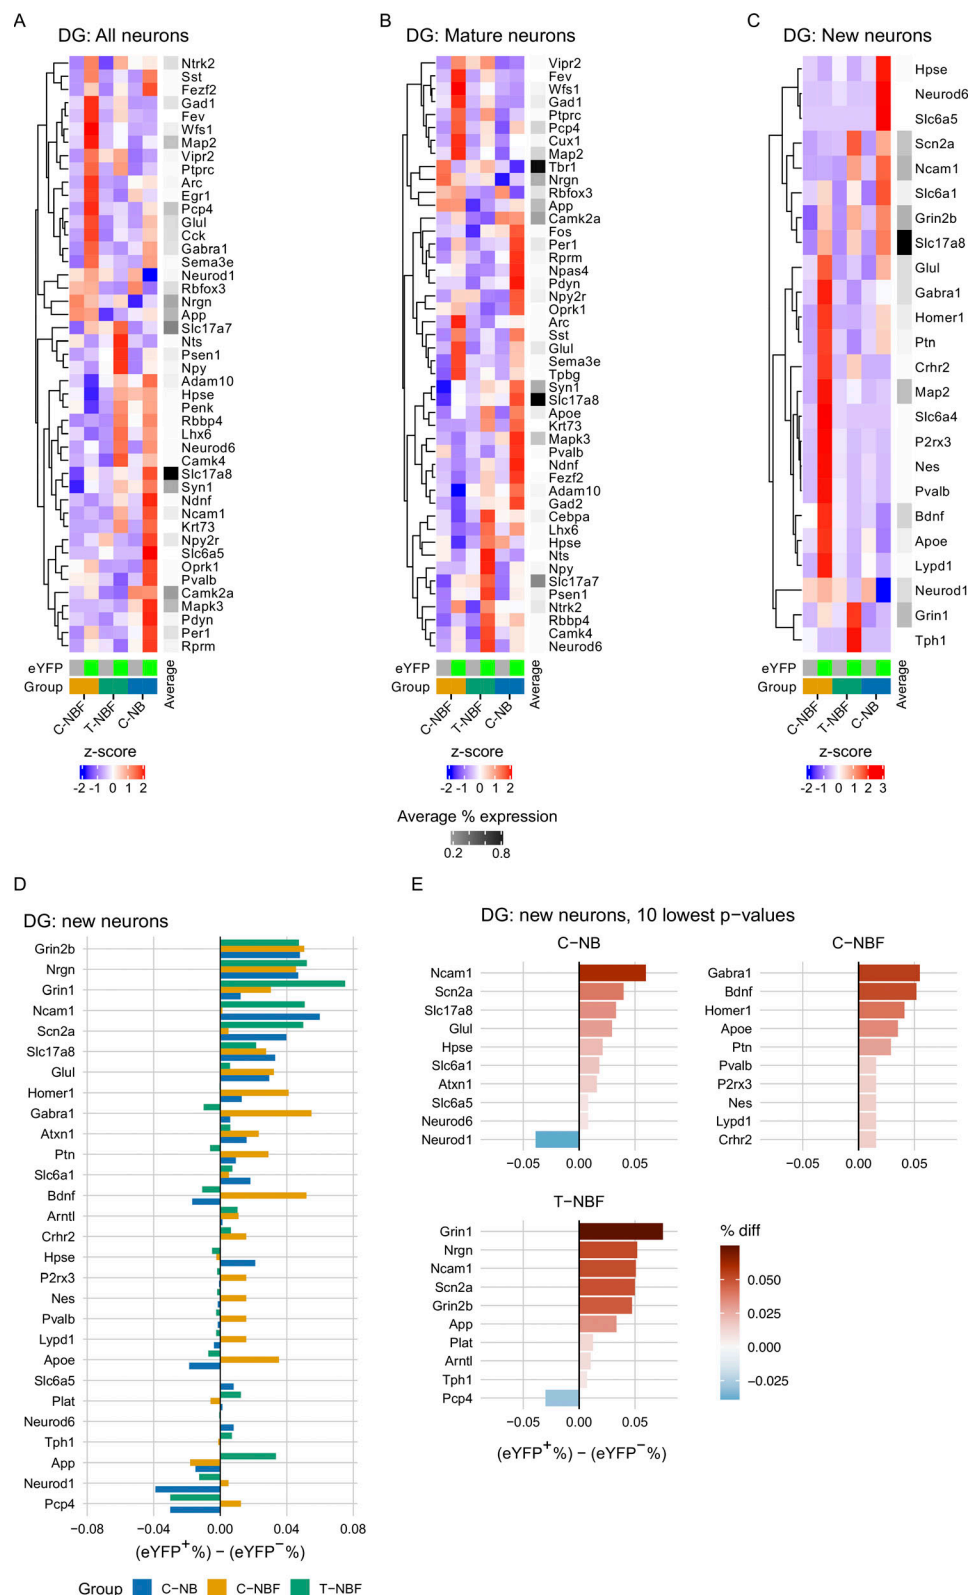 A
DG: All neurons
Ntrk2
Sst
Fezf2
Gad1
Fev
Wfs1
Map2
Vipr2
Ptprc
Arc
Egr1
Pcp4
Glul
Cck
Gabra1
Sema3e
Neurod1
Rbfox3
Nrgn
App
Slc17a7
Nts
Psen1
Npy
Adam10
Hpse
Penk
Rbbp4
Lhx6
Neurod6
Camk4
Slc17a8
Syn1
Ndnf
Ncam1
Krt73
Npy2r
Slc6a5
Oprk1
Pvalb
Camk2a
Mapk3
Pdyn
Per1
Rprm
eYFP
Group
C-NBF
T-NBF
C-NB
Average
z-score
-2 -1 0 1 2
B
DG: Mature neurons
Vipr2
Fev
Wfs1
Gad1
Ptprc
Pcp4
Cux1
Map2
Tbr1
Nrgn
Rbfox3
App
Camk2a
Fos
Per1
Rprm
Npas4
Pdyn
Npy2r
Oprk1
Arc
Sst
Glul
Sema3e
Tpbg
Syn1
Slc17a8
Apoe
Krt73
Mapk3
Pvalb
Ndnf
Fezf2
Adam10
Gad2
Cebpa
Lhx6
Hpse
Nts
Npy
Slc17a7
Psen1
Ntrk2
Rbbp4
Camk4
Neurod6
C-NBF
T-NBF
C-NB
Average
z-score
-2 -1 0 1 2
Average % expression
0.2 0.8
C
DG: New neurons
Hpse
Neurod6
Slc6a5
Scn2a
Ncam1
Slc6a1
Grin2b
Slc17a8
Glul
Gabra1
Homer1
Ptn
Crhr2
Map2
Slc6a4
P2rx3
Nes
Pvalb
Bdnf
Apoe
Lypd1
Neurod1
Grin1
Tph1
eYFP
Group
C-NBF
T-NBF
C-NB
Average
z-score
-2 -1 0 1 2 3
D
DG: new neurons
Grin2b
Nrgn
Grin1
Ncam1
Scn2a
Slc17a8
Glul
Homer1
Gabra1
Atxn1
Ptn
Slc6a1
Bdnf
Arntl
Crhr2
Hpse
P2rx3
Nes
Pvalb
Lypd1
Apoe
Slc6a5
Plat
Neurod6
Tph1
App
Neurod1
Pcp4
−0.08 −0.04 0.00 0.04 0.08
(eYFP+%) − (eYFP−%)
Group C−NB C−NBF T−NBF
E
DG: new neurons, 10 lowest p−values
C−NB
Ncam1
Scn2a
Slc17a8
Glul
Hpse
Slc6a1
Atxn1
Slc6a5
Neurod6
Neurod1
−0.05 0.00 0.05
C−NBF
Gabra1
Bdnf
Homer1
Apoe
Ptn
Pvalb
P2rx3
Nes
Lypd1
Crhr2
−0.05 0.00 0.05
T−NBF
Grin1
Nrgn
Ncam1
Scn2a
Grin2b
App
Plat
Arntl
Tph1
Pcp4
−0.05 0.00 0.05
(eYFP+%) − (eYFP−%)
% diff
0.050
0.025
0.000
−0.025